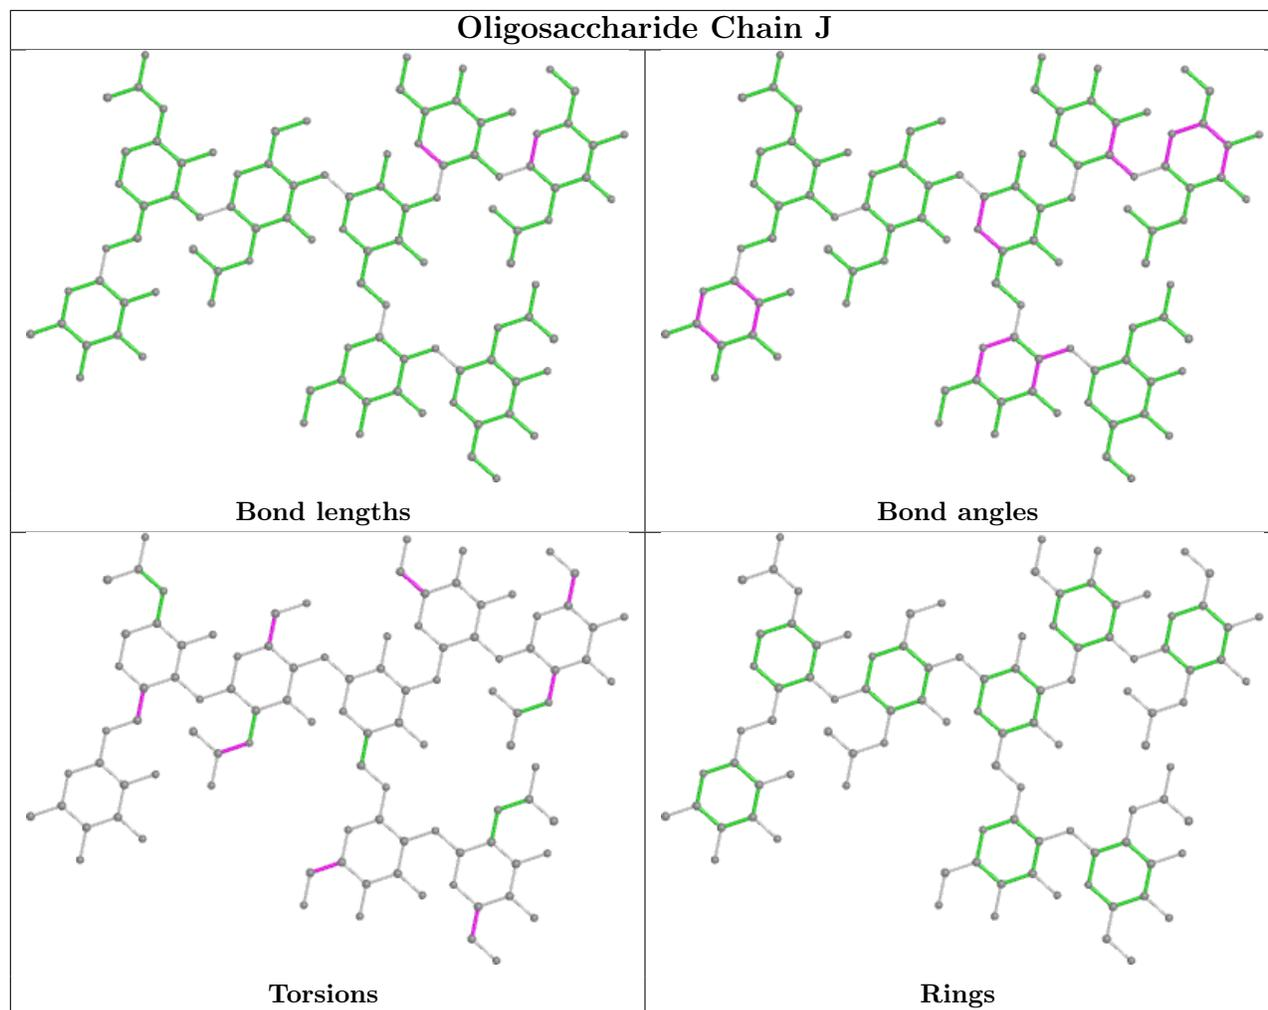 Oligosaccharide Chain J
Bond lengths
Bond angles
Torsions
Rings